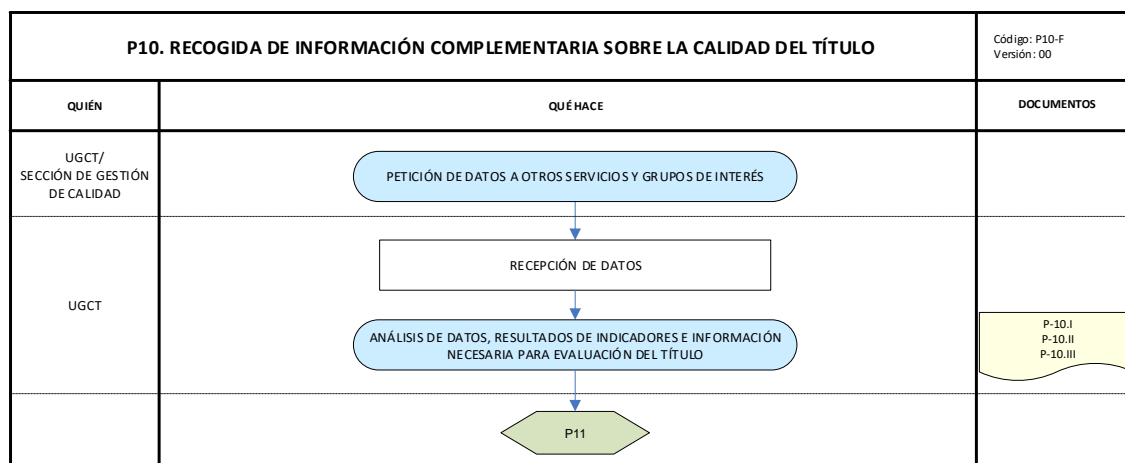 P10. RECOGIDA DE INFORMACIÓN COMPLEMENTARIA SOBRE LA CALIDAD DEL TÍTULO
Código: P10-F
Versión: 00
QUIÉN
QUÉ HACE
DOCUMENTOS
UGCT/
SECCIÓN DE GESTIÓN
DE CALIDAD
PETICIÓN DE DATOS A OTROS SERVICIOS Y GRUPOS DE INTERÉS
RECEPCIÓN DE DATOS
UGCT
ANÁLISIS DE DATOS, RESULTADOS DE INDICADORES E INFORMACIÓN
NECESARIA PARA EVALUACIÓN DEL TÍTULO
P-10.I
P-10.II
P-10.III
P11